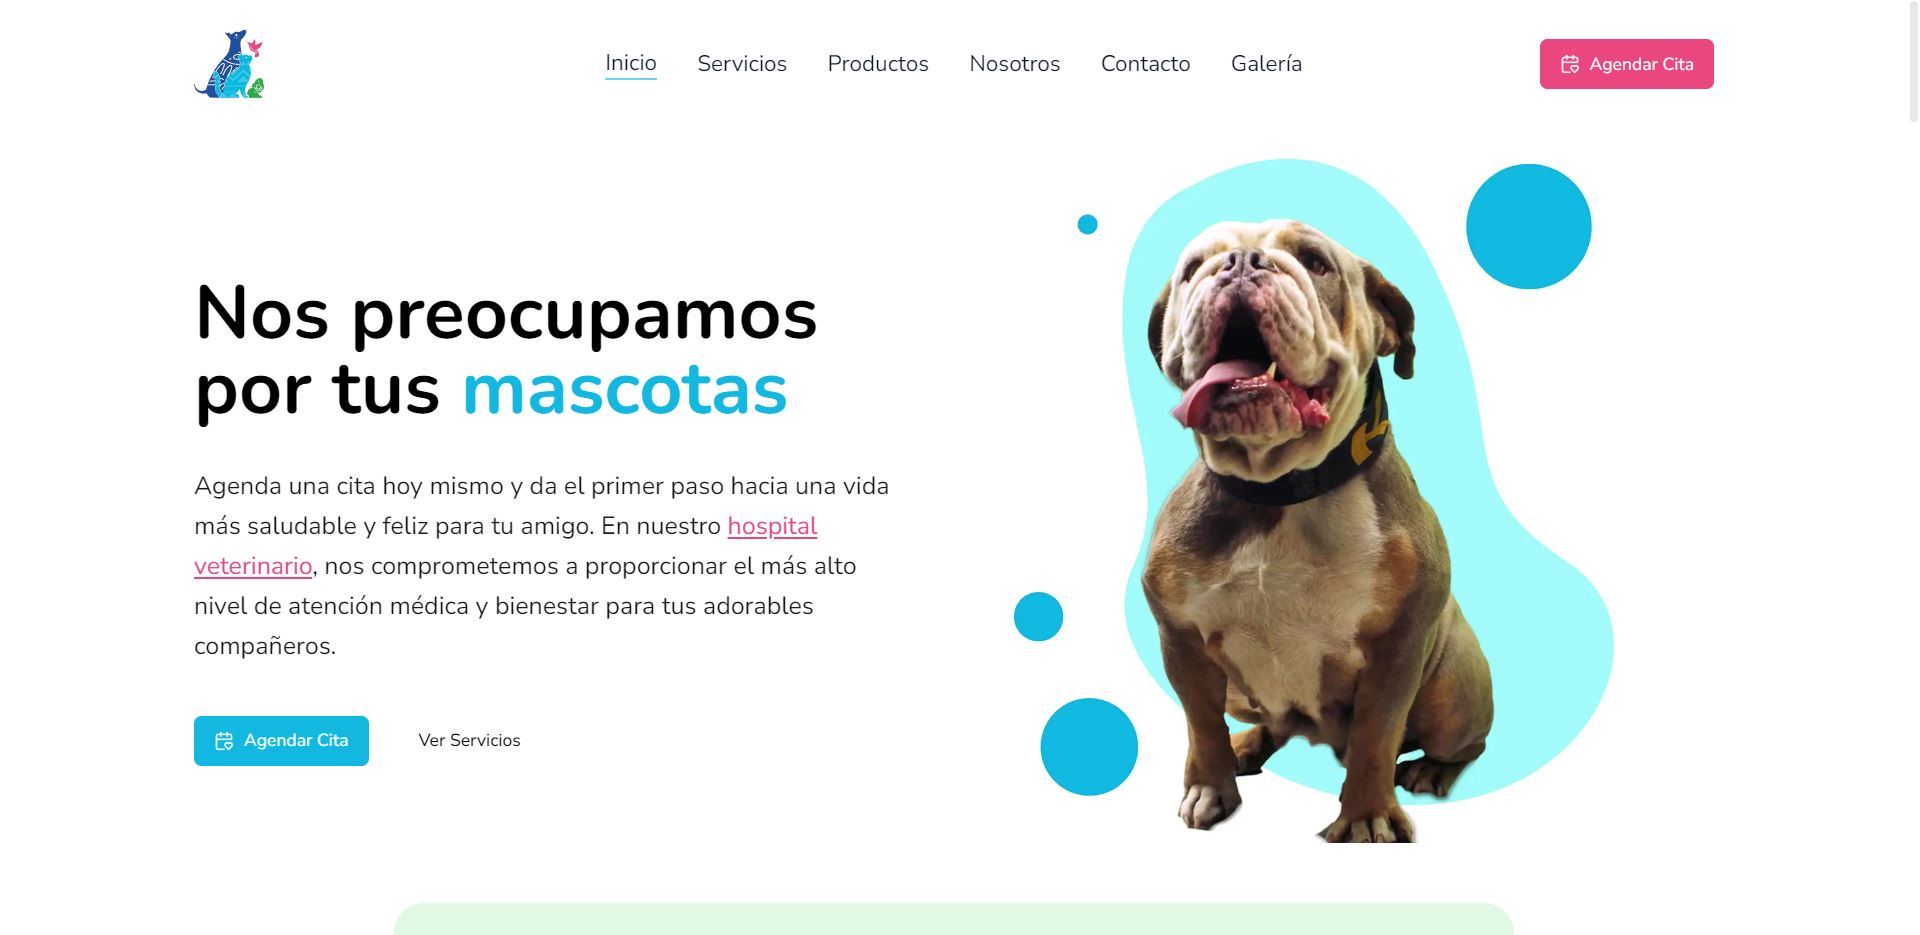 Inicio
Servicios
Productos
Nosotros
Contacto
Galería
Agendar Cita
Nos preocupamos
por tus mascotas
Agenda una cita hoy mismo y da el primer paso hacia una vida
más saludable y feliz para tu amigo. En nuestro hospital
veterinario, nos comprometemos a proporcionar el más alto
nivel de atención médica y bienestar para tus adorables
compañeros.
Agendar Cita
Ver Servicios